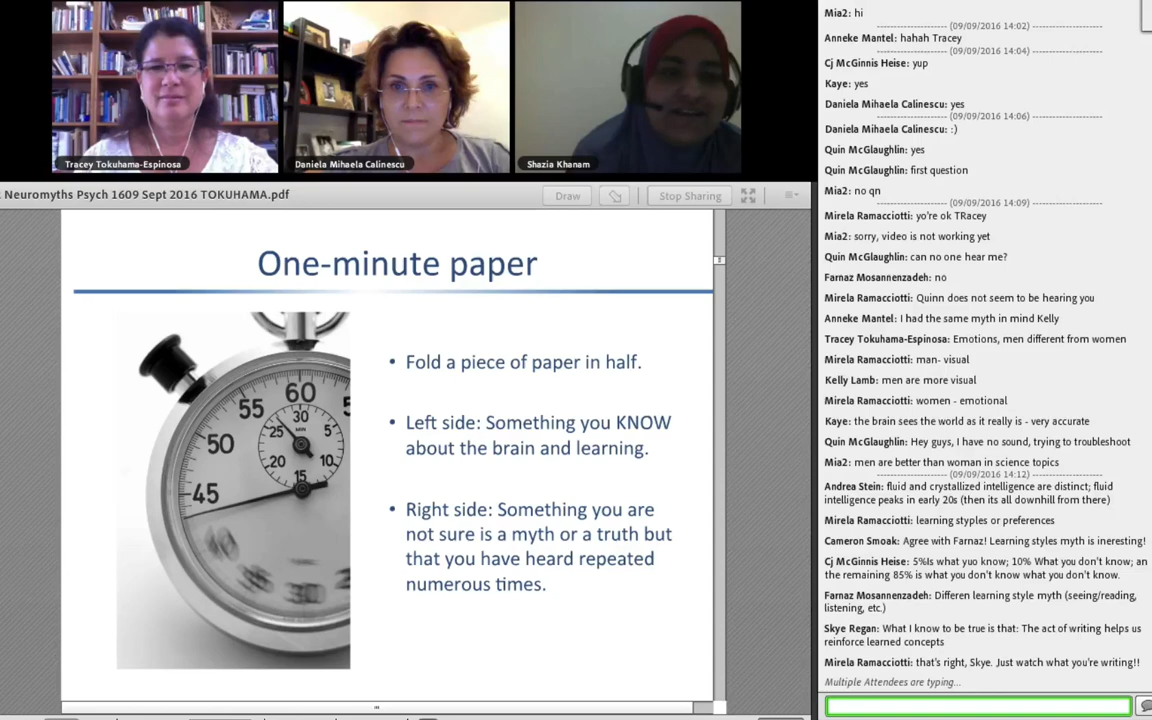 Tracey Tokuhama-Espinosa
Daniela Mihaela Calinescu
Shazia Khanam
Neuromyths Psych 1609 Sept 2016 TOKUHAMA.pdf
Draw
Stop Sharing
One-minute paper
60
55
50
45
30
25
5
20
10
15
MIN
• Fold a piece of paper in half.
• Left side: Something you KNOW
about the brain and learning.
• Right side: Something you are
not sure is a myth or a truth but
that you have heard repeated
numerous times.
Mia2: hi
(09/09/2016 14:02)
Anneke Mantel: hahah Tracey
(09/09/2016 14:04)
Cj McGinnis Heise: yup
Kaye: yes
Daniela Mihaela Calinescu: yes
(09/09/2016 14:06)
Daniela Mihaela Calinescu: :)
Quin McGlaughlin: yes
Quin McGlaughlin: first question
Mia2: no qn
(09/09/2016 14:09)
Mirela Ramacciotti: yo're ok TRacey
Mia2: sorry, video is not working yet
Quin McGlaughlin: can no one hear me?
Farnaz Mosannenzadeh: no
Mirela Ramacciotti: Quinn does not seem to be hearing you
Anneke Mantel: I had the same myth in mind Kelly
Tracey Tokuhama-Espinosa: Emotions, men different from women
Mirela Ramacciotti: man- visual
Kelly Lamb: men are more visual
Mirela Ramacciotti: women - emotional
Kaye: the brain sees the world as it really is - very accurate
Quin McGlaughlin: Hey guys, I have no sound, trying to troubleshoot
Mia2: men are better than woman in science topics
(09/09/2016 14:12)
Andrea Stein: fluid and crystallized intelligence are distinct; fluid
intelligence peaks in early 20s (then its all downhill from there)
Mirela Ramacciotti: learning styples or preferences
Cameron Smoak: Agree with Farnaz! Learning styles myth is ineresting!
Cj McGinnis Heise: 5%Is what yuo know; 10% What you don't know; an
the remaining 85% is what you don't know what you don't know.
Farnaz Mosannenzadeh: Differen learning style myth (seeing/reading,
listening, etc.)
Skye Regan: What I know to be true is that: The act of writing helps us
reinforce learned concepts
Mirela Ramacciotti: that's right, Skye. Just watch what you're writing!!
Multiple Attendees are typing...